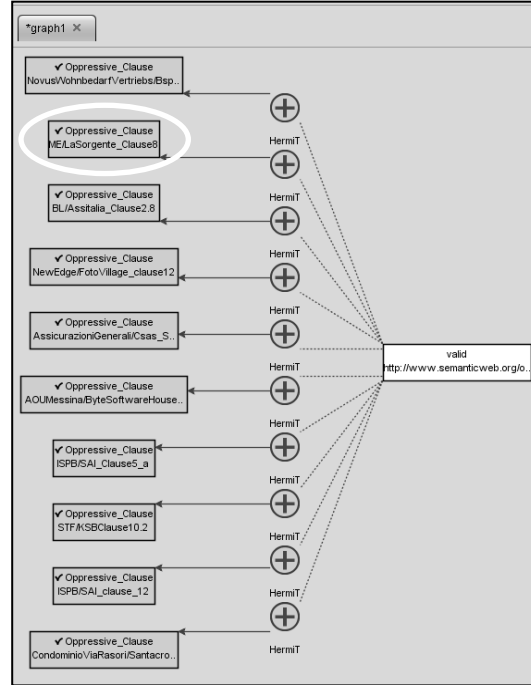 *graph1 ×
✔ Oppressive_Clause
NovusWohnbedarfVertriebs/Bsp..
HermiT
✔ Oppressive_Clause
ME/LaSorgente_Clause8
HermiT
✔ Oppressive_Clause
BL/Assitalia_Clause2.8
HermiT
✔ Oppressive_Clause
NewEdge/FotoVillage_clause12
HermiT
✔ Oppressive_Clause
AssicurazioniGenerali/Csas_S..
HermiT
valid
http://www.semanticweb.org/o..
✔ Oppressive_Clause
AOUMessina/ByteSoftwareHouse..
HermiT
✔ Oppressive_Clause
ISPB/SAI_Clause5_a
HermiT
✔ Oppressive_Clause
STF/KSBClause10.2
HermiT
✔ Oppressive_Clause
ISPB/SAI_clause_12
HermiT
✔ Oppressive_Clause
CondominioViaRasori/Santacro..
HermiT